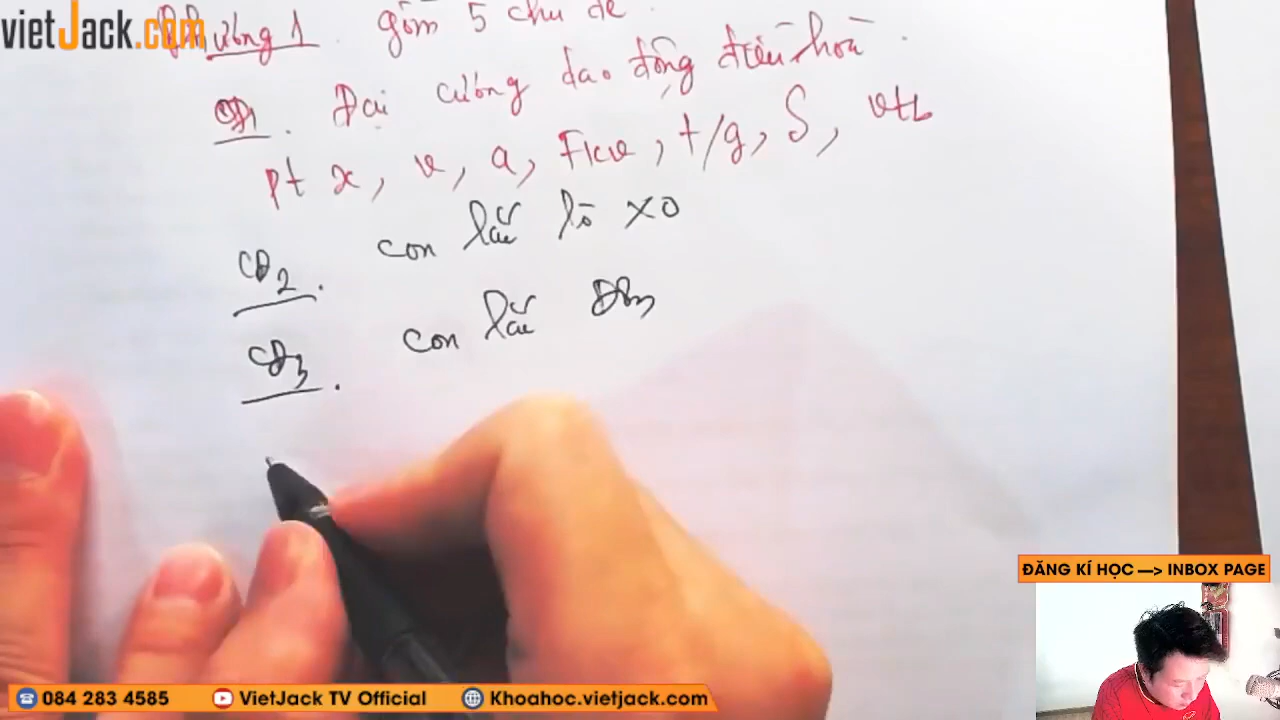 vietJack.com
Chương 1 gồm 5 chủ đề.
CĐ1. Đại cương dao động điều hoà.
pt x, v, a, Fkv, t/g, S, vtb
CĐ2. con lắc lò xo
CĐ3. con lắc đơn
ĐĂNG KÍ HỌC —> INBOX PAGE
084 283 4585
VietJack TV Official
Khoahoc.vietjack.com